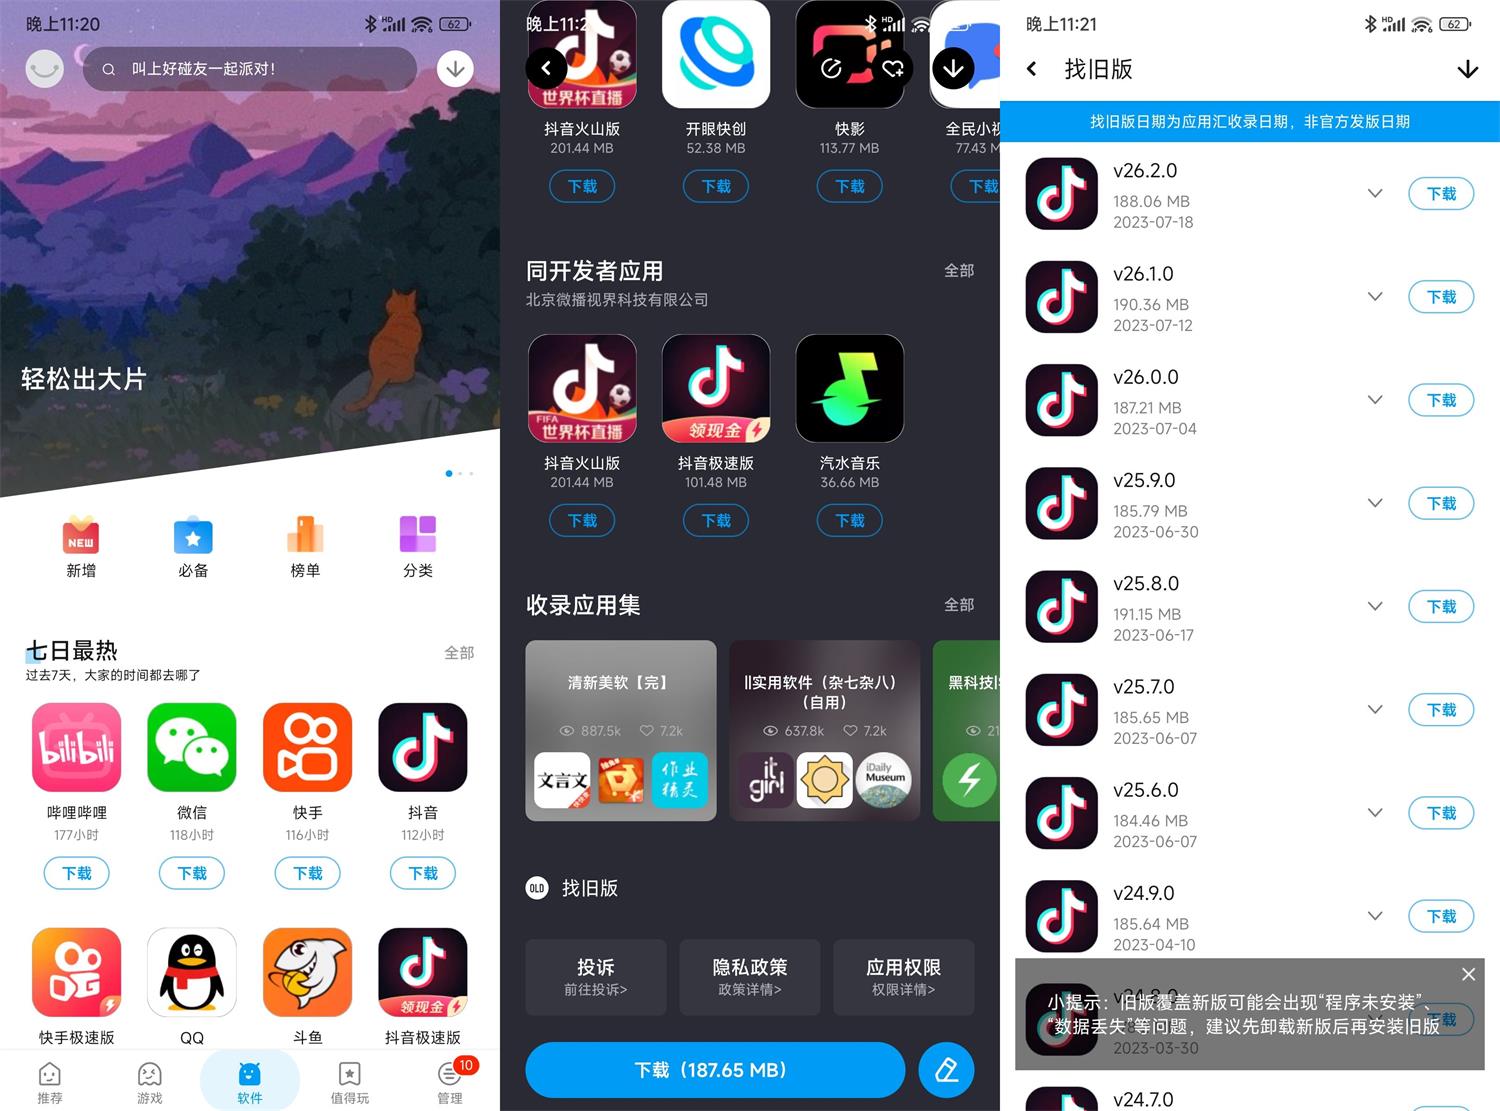 晚上11:20
HD
62
叫上好碰友一起派对！
轻松出大片
NEW
新增
必备
榜单
分类
七日最热
全部
过去7天，大家的时间都去哪了
bilibili
哔哩哔哩
微信
快手
抖音
177小时
118小时
116小时
112小时
下载
下载
下载
下载
领现金
快手极速版
QQ
斗鱼
抖音极速版
推荐
游戏
软件
值得玩
管理
10
晚上11:2
HD
世界杯直播
抖音火山版
开眼快创
快影
全民小视
201.44 MB
52.38 MB
113.77 MB
77.43 M
下载
下载
下载
下载
同开发者应用
全部
北京微播视界科技有限公司
FIFA
世界杯直播
领现金
抖音火山版
抖音极速版
汽水音乐
201.44 MB
101.48 MB
36.66 MB
下载
下载
下载
收录应用集
全部
清新美软【完】
887.5k
7.2k
文言文
作业
精灵
||实用软件（杂七杂八）
（自用）
637.8k
7.2k
it
girl
iDaily
Museum
黑科技
21
OLD
找旧版
投诉
前往投诉>
隐私政策
政策详情>
应用权限
权限详情>
下载（187.65 MB）
晚上11:21
HD
62
找旧版
找旧版日期为应用汇收录日期，非官方发版日期
v26.2.0
188.06 MB
2023-07-18
下载
v26.1.0
190.36 MB
2023-07-12
下载
v26.0.0
187.21 MB
2023-07-04
下载
v25.9.0
185.79 MB
2023-06-30
下载
v25.8.0
191.15 MB
2023-06-17
下载
v25.7.0
185.65 MB
2023-06-07
下载
v25.6.0
184.46 MB
2023-06-07
下载
v24.9.0
185.64 MB
2023-04-10
下载
v24.8.0
下载
小提示：旧版覆盖新版可能会出现“程序未安装”、
“数据丢失”等问题，建议先卸载新版后再安装旧版
2023-03-30
v24.7.0